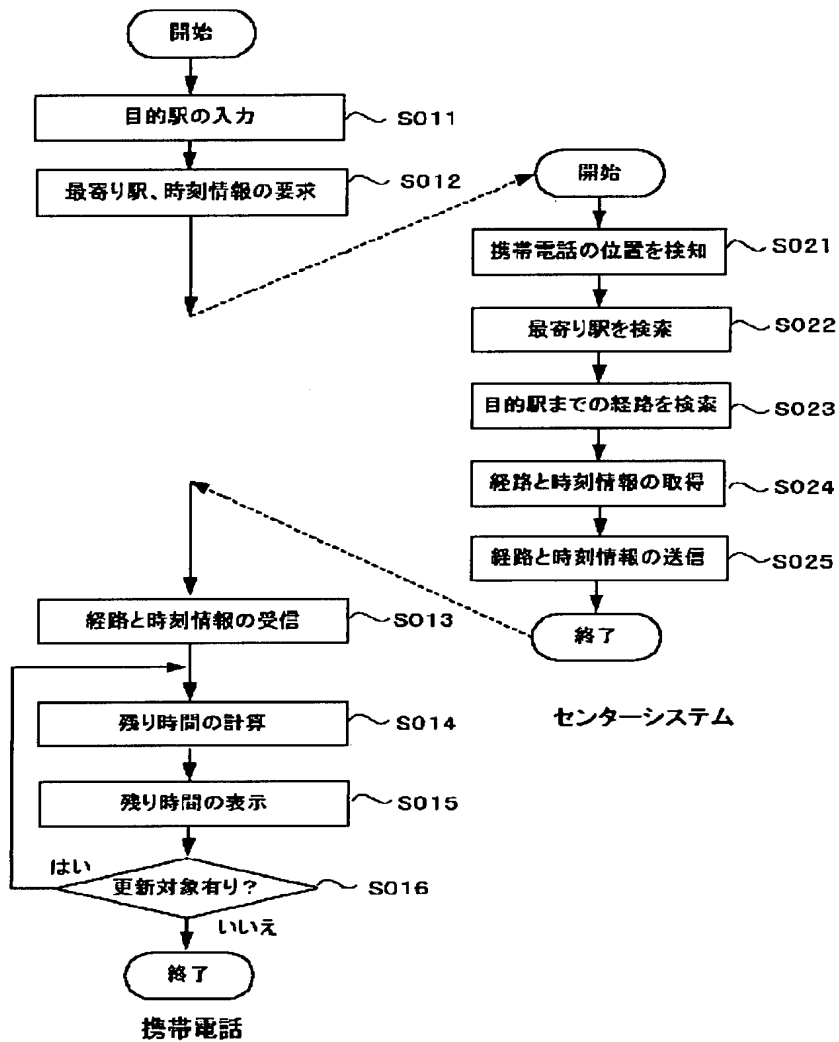 開始
目的駅の入力
S011
最寄り駅、時刻情報の要求
S012
開始
携帯電話の位置を検知
S021
最寄り駅を検索
S022
目的駅までの経路を検索
S023
経路と時刻情報の取得
S024
経路と時刻情報の送信
S025
終了
センターシステム
経路と時刻情報の受信
S013
残り時間の計算
S014
残り時間の表示
S015
はい
更新対象有り?
S016
いいえ
終了
携帯電話